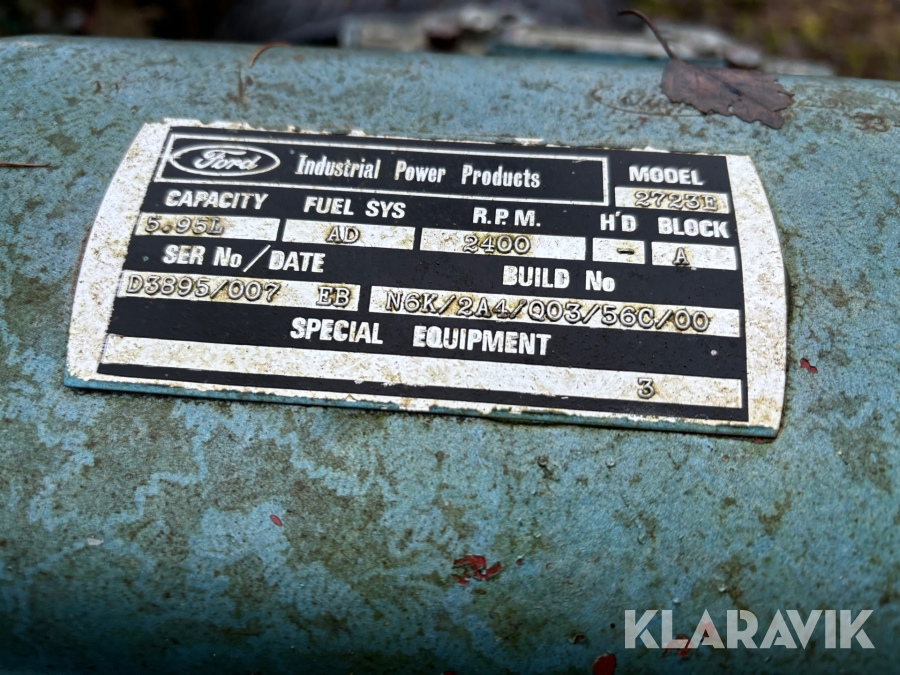 Ford Industrial Power Products MODEL
2723E
CAPACITY FUEL SYS R.P.M. H'D BLOCK
5.95L AD 2400 - A
SER No/DATE BUILD No
D3895/007 EB N6K/2A4/Q03/56C/00
SPECIAL EQUIPMENT
3
KLARAVIK